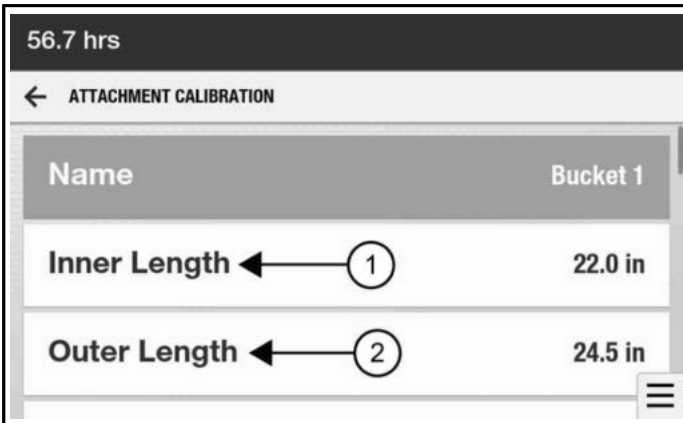 56.7 hrs
ATTACHMENT CALIBRATION
Name Bucket 1
Inner Length 1 22.0 in
Outer Length 2 24.5 in